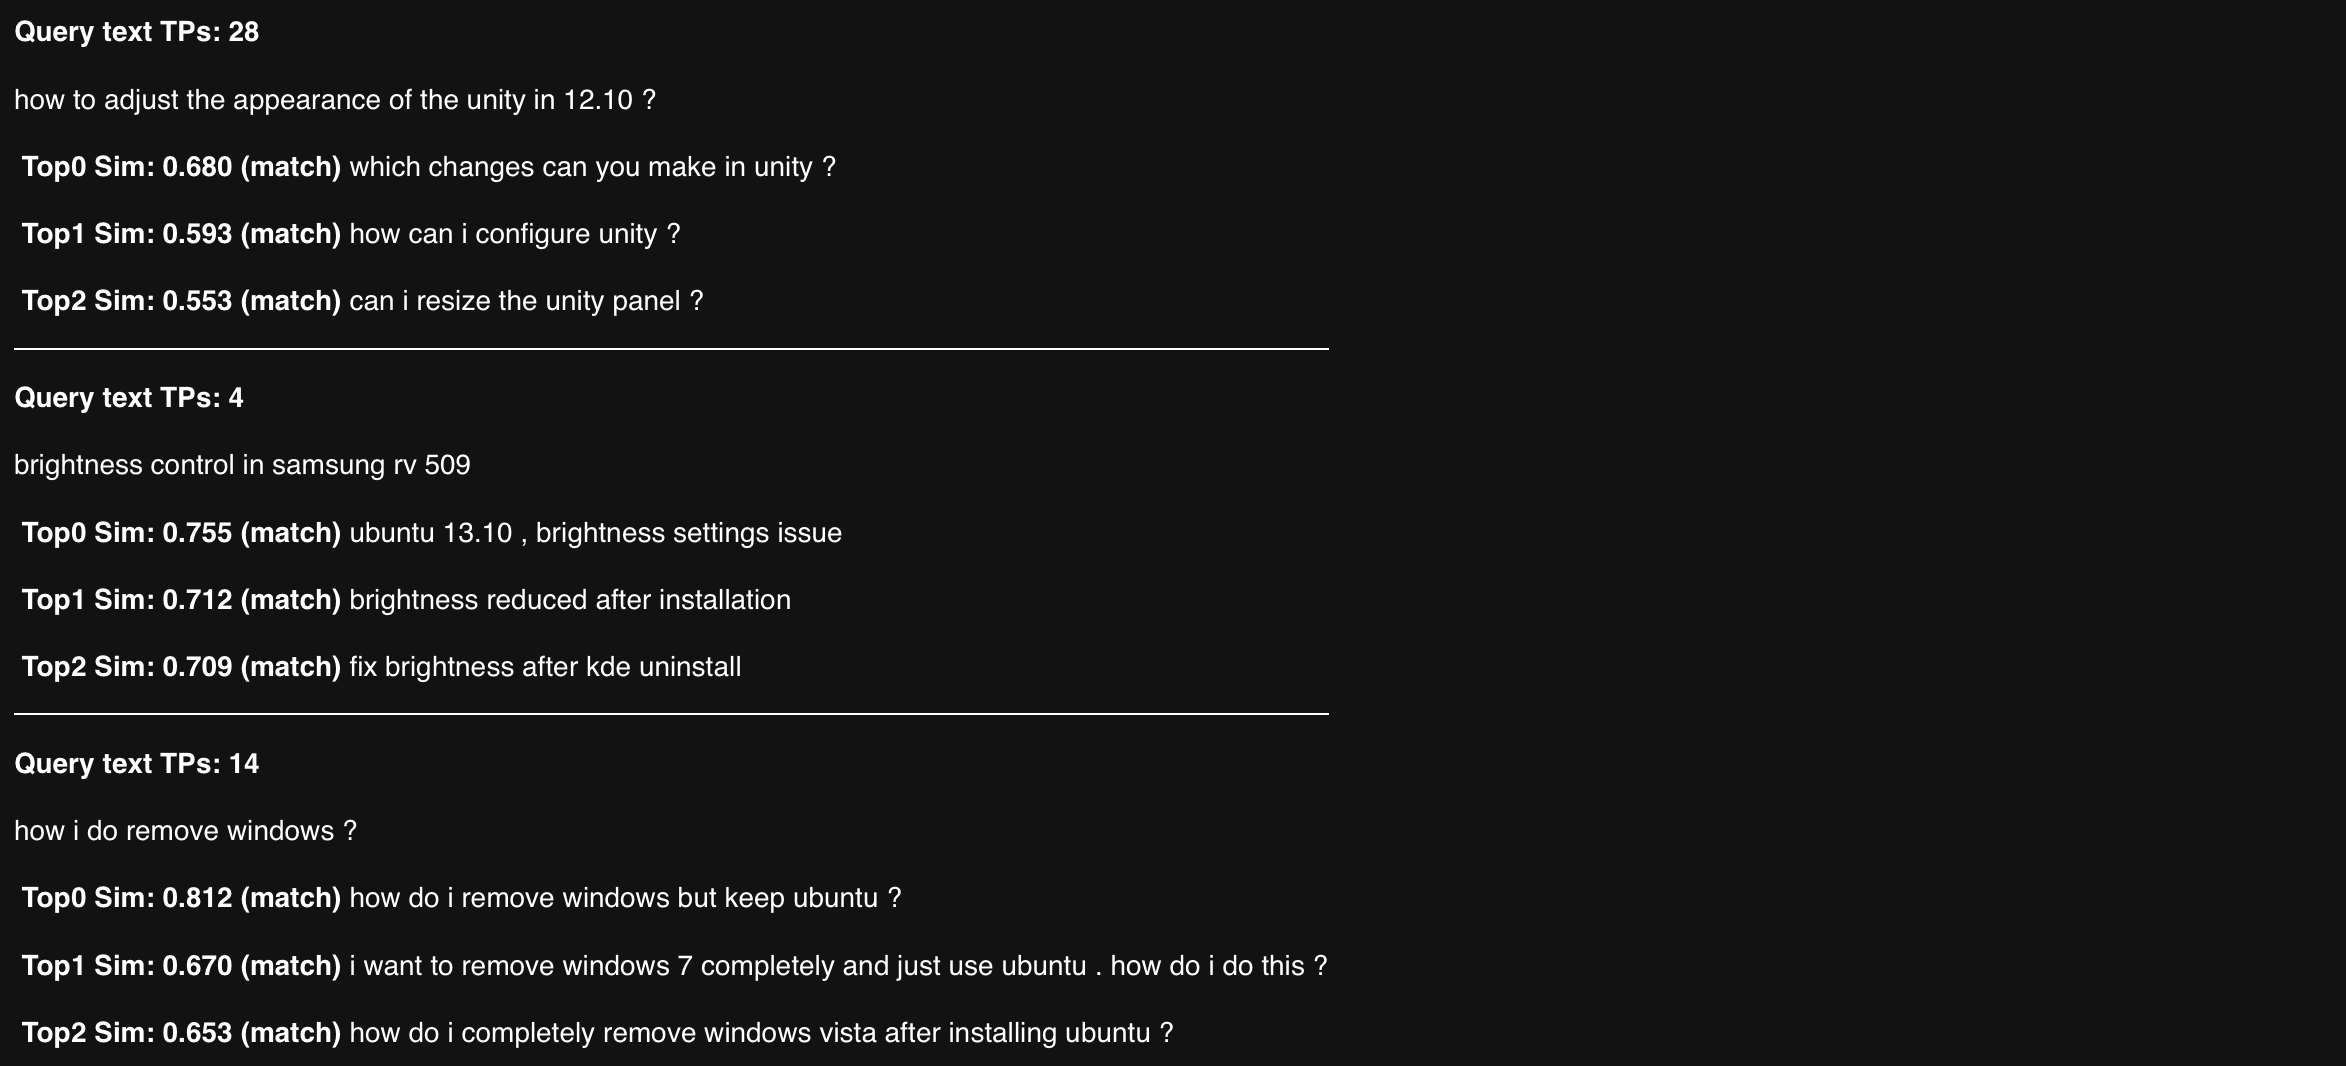 Query text TPs: 28
how to adjust the appearance of the unity in 12.10 ?
Top0 Sim: 0.680 (match) which changes can you make in unity ?
Top1 Sim: 0.593 (match) how can i configure unity ?
Top2 Sim: 0.553 (match) can i resize the unity panel ?
Query text TPs: 4
brightness control in samsung rv 509
Top0 Sim: 0.755 (match) ubuntu 13.10 , brightness settings issue
Top1 Sim: 0.712 (match) brightness reduced after installation
Top2 Sim: 0.709 (match) fix brightness after kde uninstall
Query text TPs: 14
how i do remove windows ?
Top0 Sim: 0.812 (match) how do i remove windows but keep ubuntu ?
Top1 Sim: 0.670 (match) i want to remove windows 7 completely and just use ubuntu . how do i do this ?
Top2 Sim: 0.653 (match) how do i completely remove windows vista after installing ubuntu ?